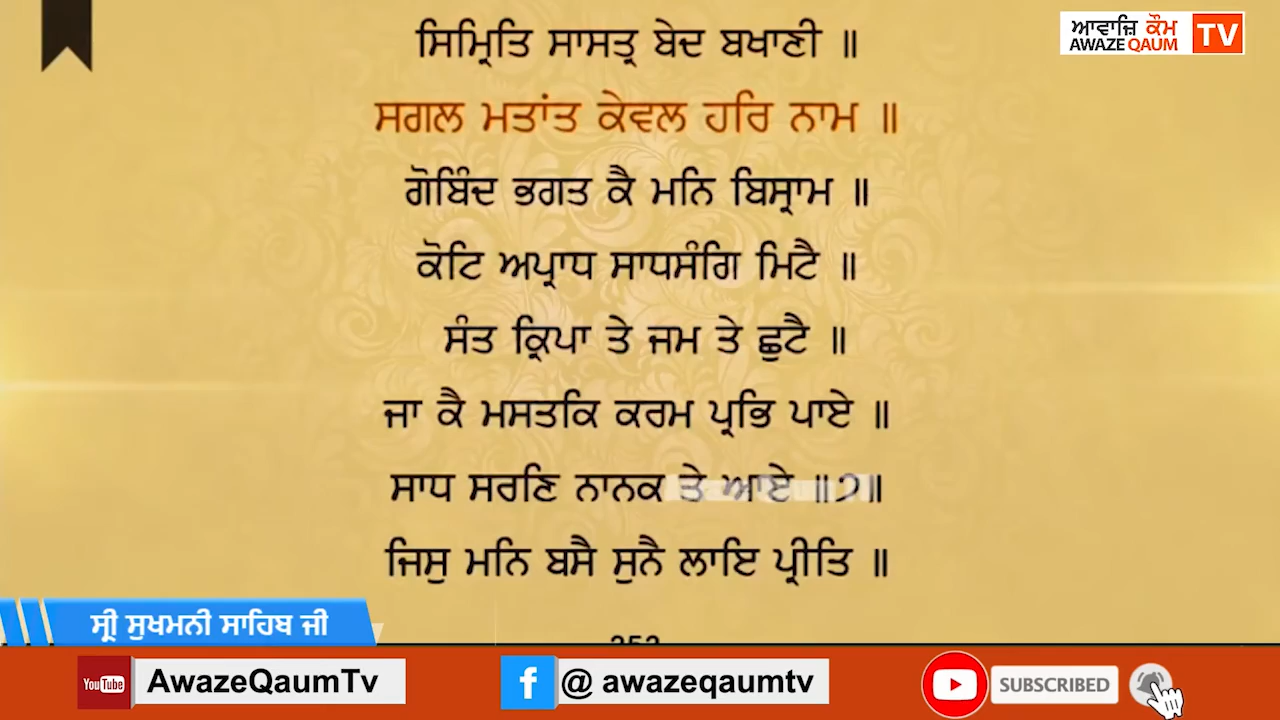 ਸਿਮ੍ਰਿਤਿ ਸਾਸਤ੍ਰ ਬੇਦ ਬਖਾਣੀ ॥
ਆਵਾਜ਼ਿ ਕੌਮ
AWAZE QAUM TV
ਸਗਲ ਮਤਾਂਤ ਕੇਵਲ ਹਰਿ ਨਾਮ ॥
ਗੋਬਿੰਦ ਭਗਤ ਕੈ ਮਨਿ ਬਿਸ੍ਰਾਮ ॥
ਕੋਟਿ ਅਪ੍ਰਾਧ ਸਾਧਸੰਗਿ ਮਿਟੈ ॥
ਸੰਤ ਕ੍ਰਿਪਾ ਤੇ ਜਮ ਤੇ ਛੁਟੈ ॥
ਜਾ ਕੈ ਮਸਤਕਿ ਕਰਮ ਪ੍ਰਭਿ ਪਾਏ ॥
ਸਾਧ ਸਰਣਿ ਨਾਨਕ ਤੇ ਆਏ ॥੭॥
ਜਿਸੁ ਮਨਿ ਬਸੈ ਸੁਨੈ ਲਾਇ ਪ੍ਰੀਤਿ ॥
ਸ੍ਰੀ ਸੁਖਮਨੀ ਸਾਹਿਬ ਜੀ
YouTube AwazeQaumTv
f @ awazeqaumtv
SUBSCRIBED